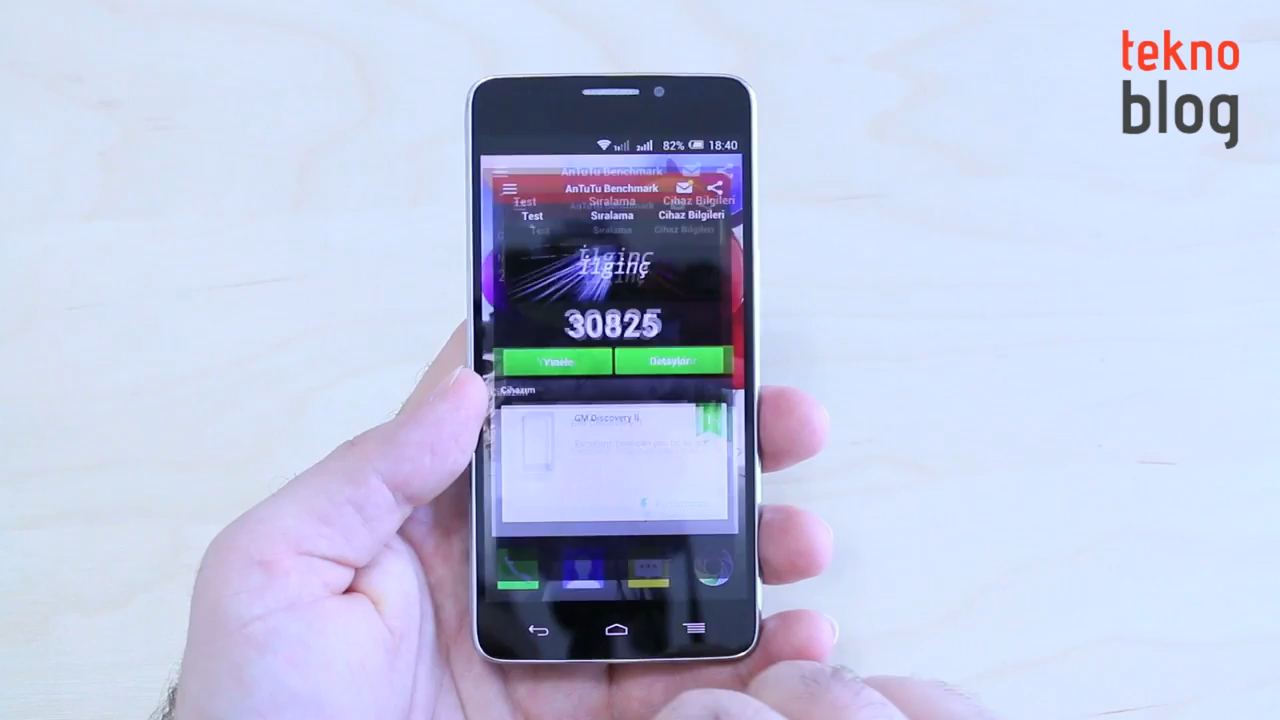 tekno
blog
82% 18:40
AnTuTu Benchmark
Test Sıralama Cihaz Bilgileri
İlginç
30825
Yinele Detaylar
Cihazım
GM Discovery II